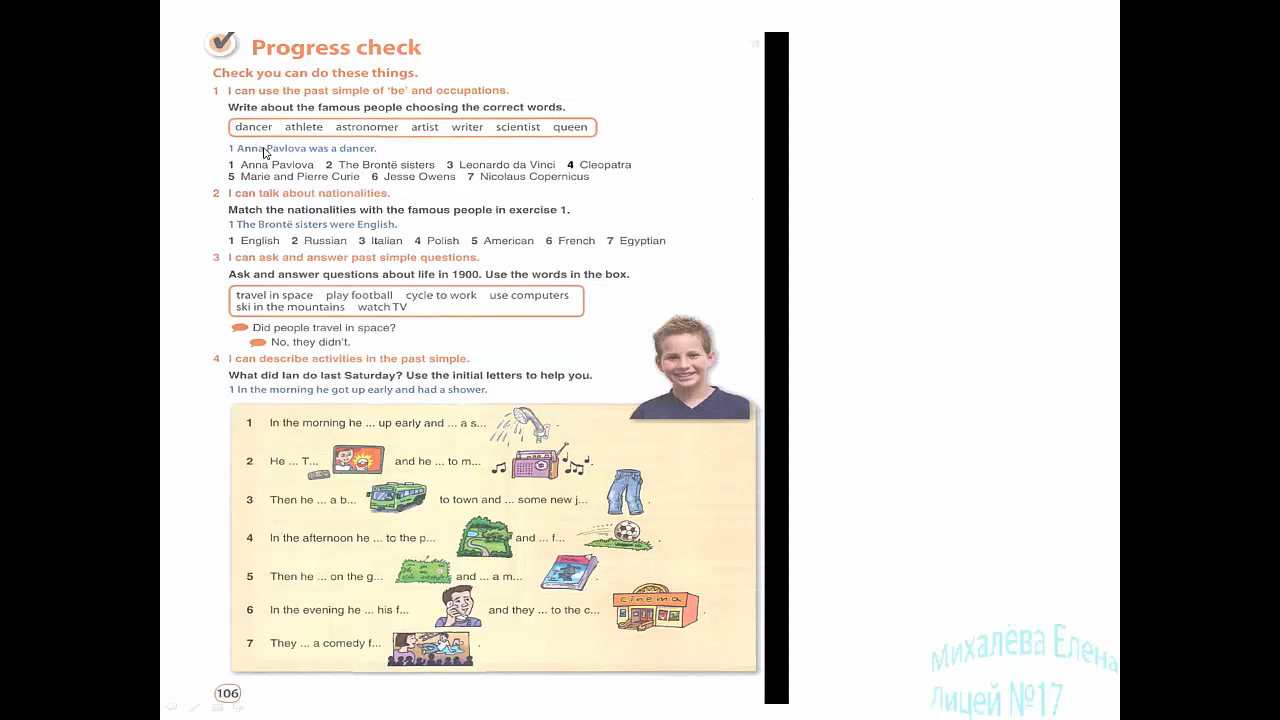 Progress check
Check you can do these things.
1 I can use the past simple of 'be' and occupations.
Write about the famous people choosing the correct words.
dancer athlete astronomer artist writer scientist queen
1 Anna Pavlova was a dancer.
1 Anna Pavlova 2 The Brontë sisters 3 Leonardo da Vinci 4 Cleopatra
5 Marie and Pierre Curie 6 Jesse Owens 7 Nicolaus Copernicus
2 I can talk about nationalities.
Match the nationalities with the famous people in exercise 1.
1 The Brontë sisters were English.
1 English 2 Russian 3 Italian 4 Polish 5 American 6 French 7 Egyptian
3 I can ask and answer past simple questions.
Ask and answer questions about life in 1900. Use the words in the box.
travel in space play football cycle to work use computers
ski in the mountains watch TV
Did people travel in space?
No, they didn't.
4 I can describe activities in the past simple.
What did Ian do last Saturday? Use the initial letters to help you.
1 In the morning he got up early and had a shower.
1 In the morning he ... up early and ... a s... .
2 He ... T... and he ... to m... .
3 Then he ... a b... to town and ... some new j... .
4 In the afternoon he ... to the p... and ... f... .
5 Then he ... on the g... and ... a m... .
6 In the evening he ... his f... and they ... to the c... .
cinema
7 They ... a comedy f... .
106
Михалёва Елена
Лицей №17